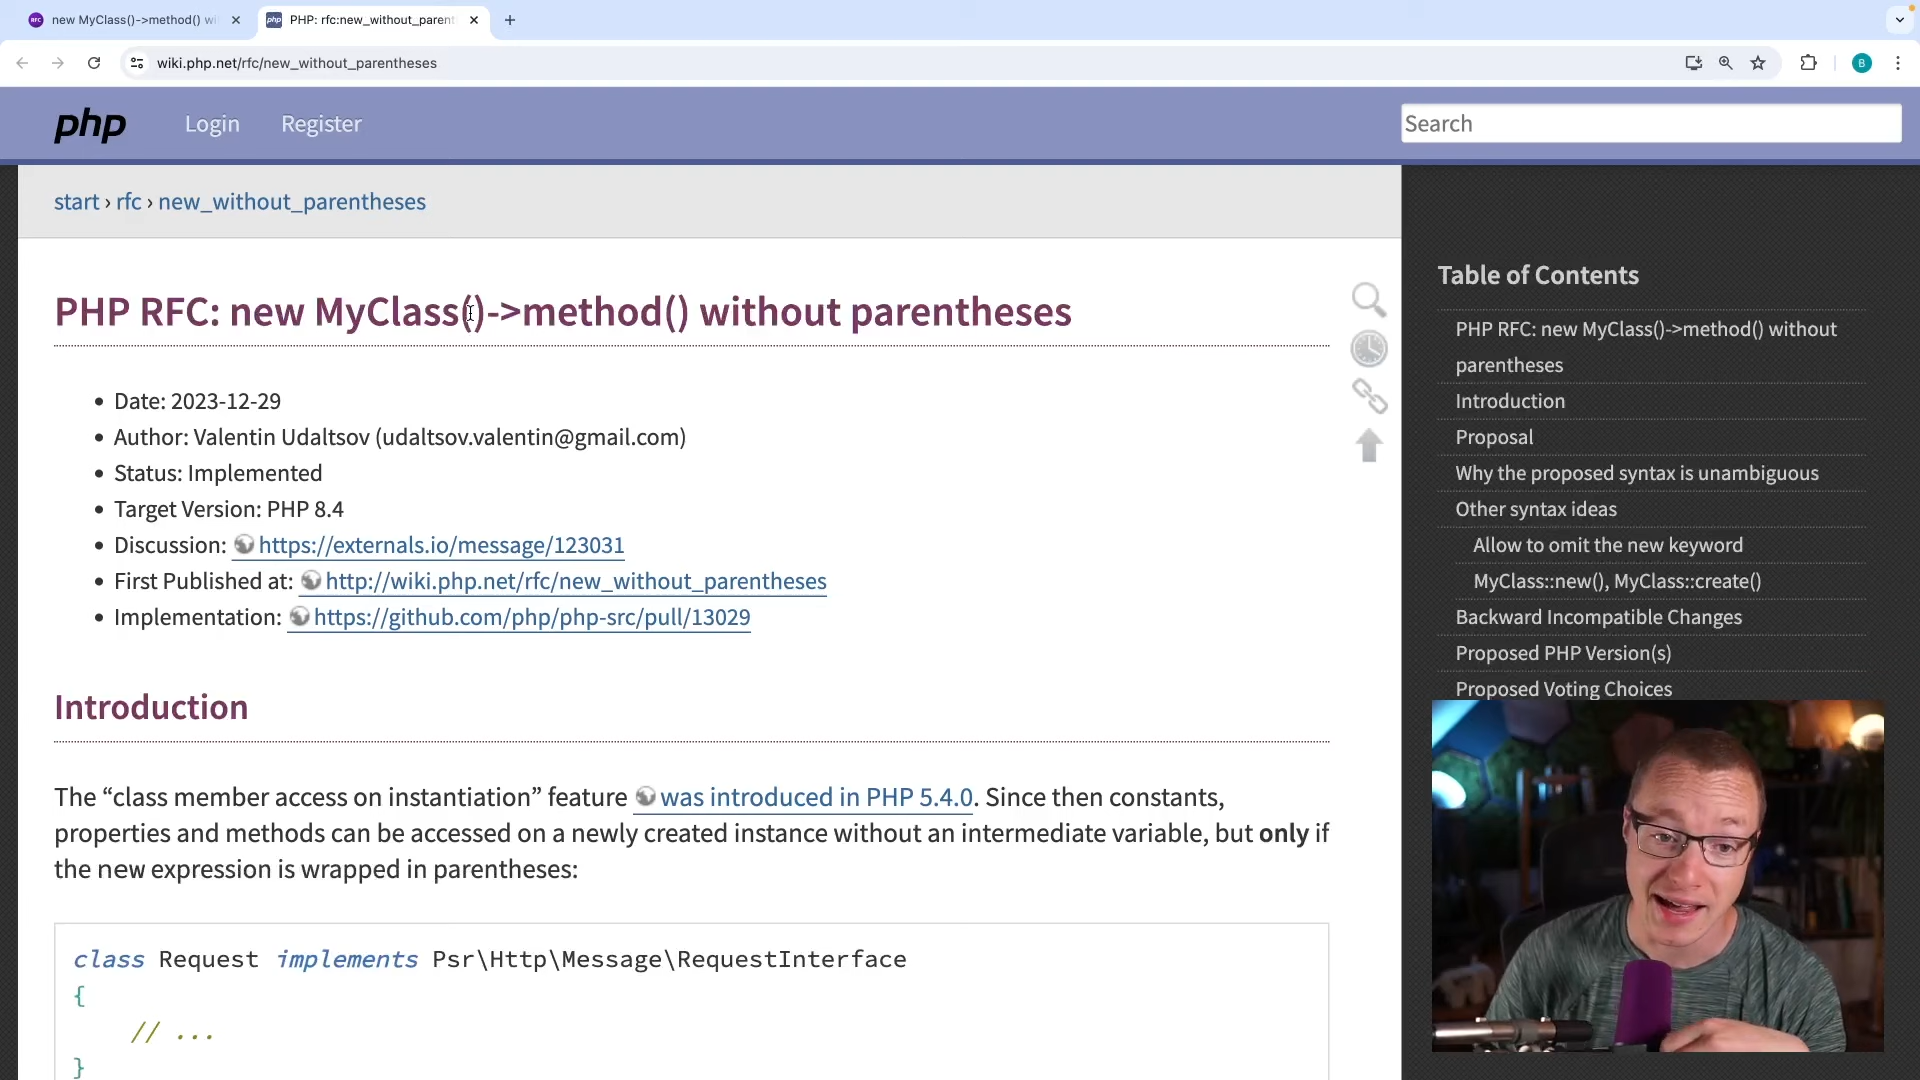 new MyClass()->method() wi
PHP: rfc:new_without_parent
wiki.php.net/rfc/new_without_parentheses
B
php
Login
Register
Search
start › rfc › new_without_parentheses
PHP RFC: new MyClass()->method() without parentheses
• Date: 2023-12-29
• Author: Valentin Udaltsov (udaltsov.valentin@gmail.com)
• Status: Implemented
• Target Version: PHP 8.4
• Discussion: https://externals.io/message/123031
• First Published at: http://wiki.php.net/rfc/new_without_parentheses
• Implementation: https://github.com/php/php-src/pull/13029
Introduction
The “class member access on instantiation” feature was introduced in PHP 5.4.0. Since then constants,
properties and methods can be accessed on a newly created instance without an intermediate variable, but only if
the new expression is wrapped in parentheses:
class Request implements Psr\Http\Message\RequestInterface
{
// ...
}
Table of Contents
PHP RFC: new MyClass()->method() without
parentheses
Introduction
Proposal
Why the proposed syntax is unambiguous
Other syntax ideas
Allow to omit the new keyword
MyClass::new(), MyClass::create()
Backward Incompatible Changes
Proposed PHP Version(s)
Proposed Voting Choices